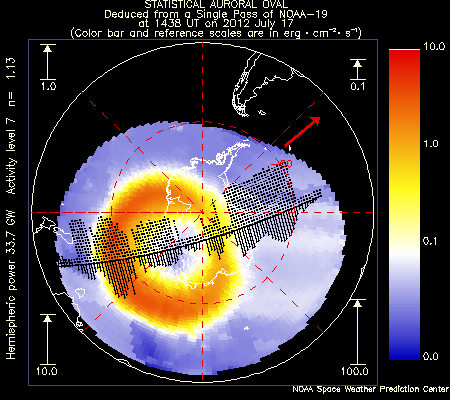 STATISTICAL AURORAL OVAL
Deduced from a Single Pass of NOAA-19
at 1438 UT on 2012 July 17
(Color bar and reference scales are in erg·cm⁻²·s⁻¹)
1.0
0.1
10.0
1.0
0.1
0.0
Hemispheric power 33.7 GW Activity level 7 n= 1.13
10.0
100.0
NOAA Space Weather Prediction Center